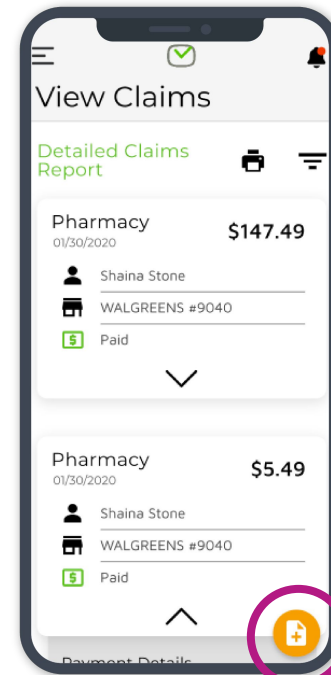 View Claims
Detailed Claims
Report
Pharmacy
$147.49
01/30/2020
Shaina Stone
WALGREENS #9040
$ Paid
Pharmacy
$5.49
01/30/2020
Shaina Stone
WALGREENS #9040
$ Paid
Payment Details